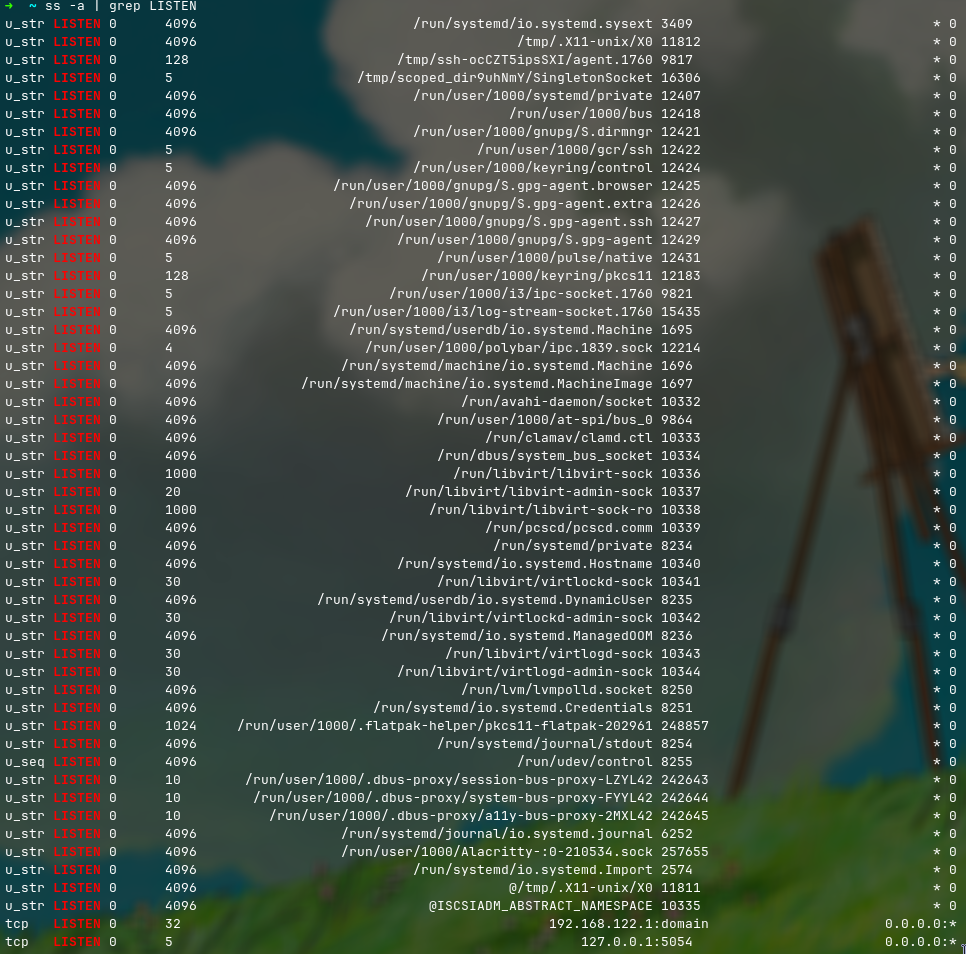 ➜ ~ ss -a | grep LISTEN
u_str LISTEN 0 4096 /run/systemd/io.systemd.sysext 3409 * 0
u_str LISTEN 0 4096 /tmp/.X11-unix/X0 11812 * 0
u_str LISTEN 0 128 /tmp/ssh-ocCZT5ipsSXI/agent.1760 9817 * 0
u_str LISTEN 0 5 /tmp/scoped_dir9uhNmY/SingletonSocket 16306 * 0
u_str LISTEN 0 4096 /run/user/1000/systemd/private 12407 * 0
u_str LISTEN 0 4096 /run/user/1000/bus 12418 * 0
u_str LISTEN 0 4096 /run/user/1000/gnupg/S.dirmngr 12421 * 0
u_str LISTEN 0 5 /run/user/1000/gcr/ssh 12422 * 0
u_str LISTEN 0 5 /run/user/1000/keyring/control 12424 * 0
u_str LISTEN 0 4096 /run/user/1000/gnupg/S.gpg-agent.browser 12425 * 0
u_str LISTEN 0 4096 /run/user/1000/gnupg/S.gpg-agent.extra 12426 * 0
u_str LISTEN 0 4096 /run/user/1000/gnupg/S.gpg-agent.ssh 12427 * 0
u_str LISTEN 0 4096 /run/user/1000/gnupg/S.gpg-agent 12429 * 0
u_str LISTEN 0 5 /run/user/1000/pulse/native 12431 * 0
u_str LISTEN 0 128 /run/user/1000/keyring/pkcs11 12183 * 0
u_str LISTEN 0 5 /run/user/1000/i3/ipc-socket.1760 9821 * 0
u_str LISTEN 0 5 /run/user/1000/i3/log-stream-socket.1760 15435 * 0
u_str LISTEN 0 4096 /run/systemd/userdb/io.systemd.Machine 1695 * 0
u_str LISTEN 0 4 /run/user/1000/polybar/ipc.1839.sock 12214 * 0
u_str LISTEN 0 4096 /run/systemd/machine/io.systemd.Machine 1696 * 0
u_str LISTEN 0 4096 /run/systemd/machine/io.systemd.MachineImage 1697 * 0
u_str LISTEN 0 4096 /run/avahi-daemon/socket 10332 * 0
u_str LISTEN 0 4096 /run/user/1000/at-spi/bus_0 9864 * 0
u_str LISTEN 0 4096 /run/clamav/clamd.ctl 10333 * 0
u_str LISTEN 0 4096 /run/dbus/system_bus_socket 10334 * 0
u_str LISTEN 0 1000 /run/libvirt/libvirt-sock 10336 * 0
u_str LISTEN 0 20 /run/libvirt/libvirt-admin-sock 10337 * 0
u_str LISTEN 0 1000 /run/libvirt/libvirt-sock-ro 10338 * 0
u_str LISTEN 0 4096 /run/pcscd/pcscd.comm 10339 * 0
u_str LISTEN 0 4096 /run/systemd/private 8234 * 0
u_str LISTEN 0 4096 /run/systemd/io.systemd.Hostname 10340 * 0
u_str LISTEN 0 30 /run/libvirt/virtlockd-sock 10341 * 0
u_str LISTEN 0 4096 /run/systemd/userdb/io.systemd.DynamicUser 8235 * 0
u_str LISTEN 0 30 /run/libvirt/virtlockd-admin-sock 10342 * 0
u_str LISTEN 0 4096 /run/systemd/io.systemd.ManagedOOM 8236 * 0
u_str LISTEN 0 30 /run/libvirt/virtlogd-sock 10343 * 0
u_str LISTEN 0 30 /run/libvirt/virtlogd-admin-sock 10344 * 0
u_str LISTEN 0 4096 /run/lvm/lvmpolld.socket 8250 * 0
u_str LISTEN 0 4096 /run/systemd/io.systemd.Credentials 8251 * 0
u_str LISTEN 0 1024 /run/user/1000/.flatpak-helper/pkcs11-flatpak-202961 248857 * 0
u_str LISTEN 0 4096 /run/systemd/journal/stdout 8254 * 0
u_seq LISTEN 0 4096 /run/udev/control 8255 * 0
u_str LISTEN 0 10 /run/user/1000/.dbus-proxy/session-bus-proxy-LZYL42 242643 * 0
u_str LISTEN 0 10 /run/user/1000/.dbus-proxy/system-bus-proxy-FYYL42 242644 * 0
u_str LISTEN 0 10 /run/user/1000/.dbus-proxy/a11y-bus-proxy-2MXL42 242645 * 0
u_str LISTEN 0 4096 /run/systemd/journal/io.systemd.journal 6252 * 0
u_str LISTEN 0 4096 /run/user/1000/Alacritty-:0-210534.sock 257655 * 0
u_str LISTEN 0 4096 /run/systemd/io.systemd.Import 2574 * 0
u_str LISTEN 0 4096 @/tmp/.X11-unix/X0 11811 * 0
u_str LISTEN 0 4096 @ISCSIADM_ABSTRACT_NAMESPACE 10335 * 0
tcp LISTEN 0 32 192.168.122.1:domain 0.0.0.0:*
tcp LISTEN 0 5 127.0.0.1:5054 0.0.0.0:*